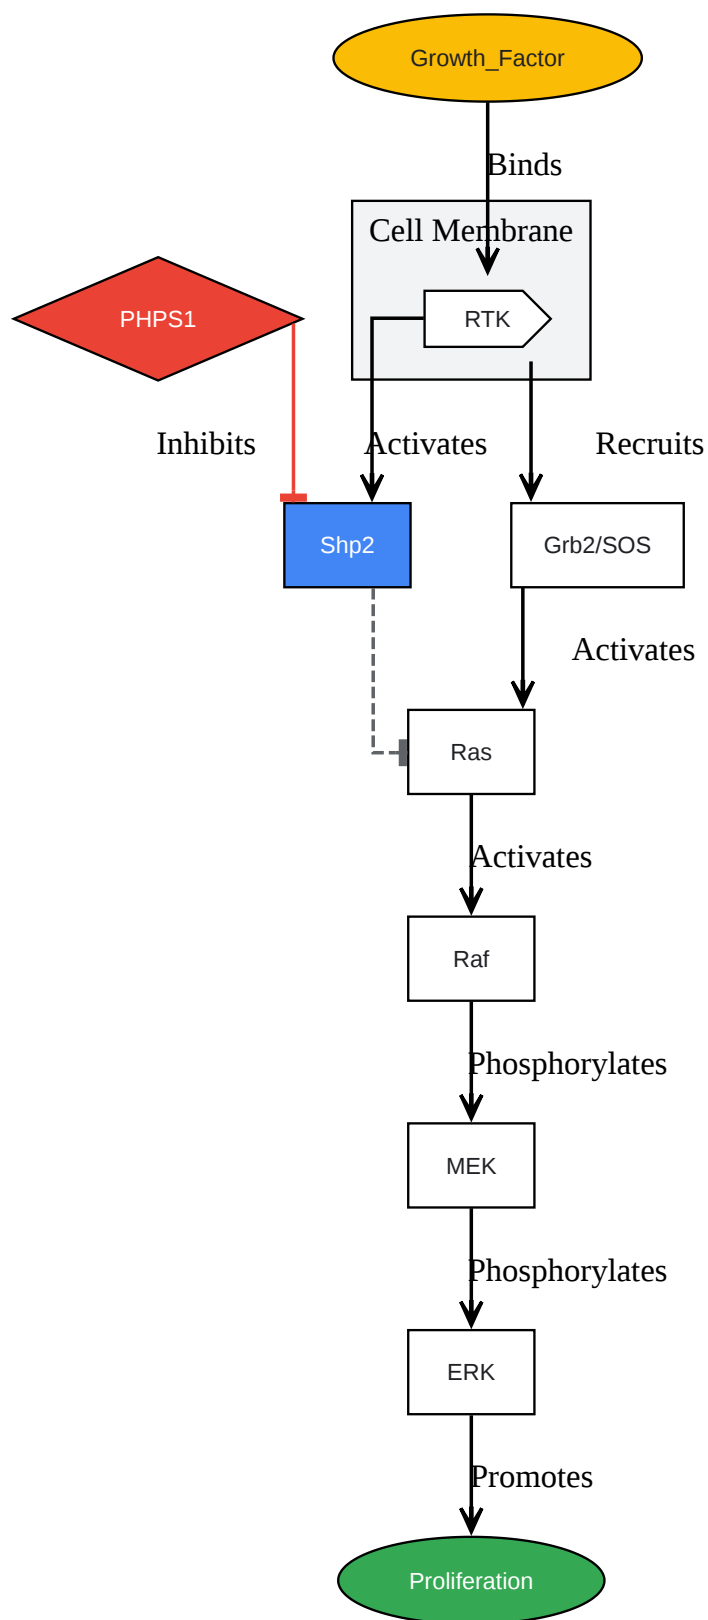 Growth_Factor
Binds
Cell Membrane
PHPS1
RTK
Inhibits
Activates
Recruits
Shp2
Grb2/SOS
Activates
Ras
Activates
Raf
Phosphorylates
MEK
Phosphorylates
ERK
Promotes
Proliferation